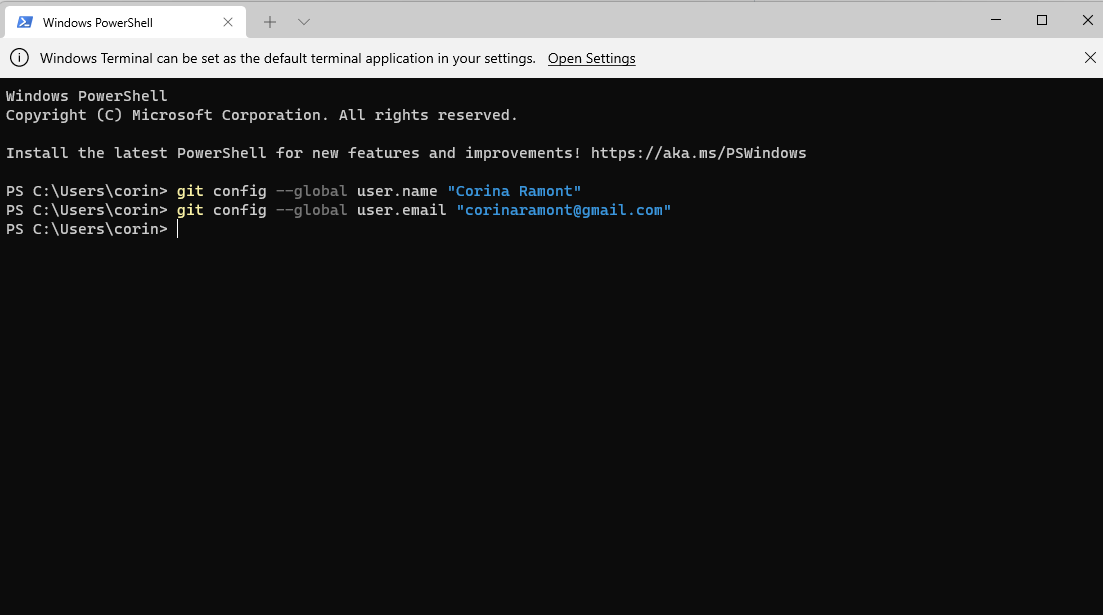 Windows PowerShell
Windows Terminal can be set as the default terminal application in your settings. Open Settings
Windows PowerShell
Copyright (C) Microsoft Corporation. All rights reserved.
Install the latest PowerShell for new features and improvements! https://aka.ms/PSWindows
PS C:\Users\corin> git config --global user.name "Corina Ramont"
PS C:\Users\corin> git config --global user.email "corinaramont@gmail.com"
PS C:\Users\corin>